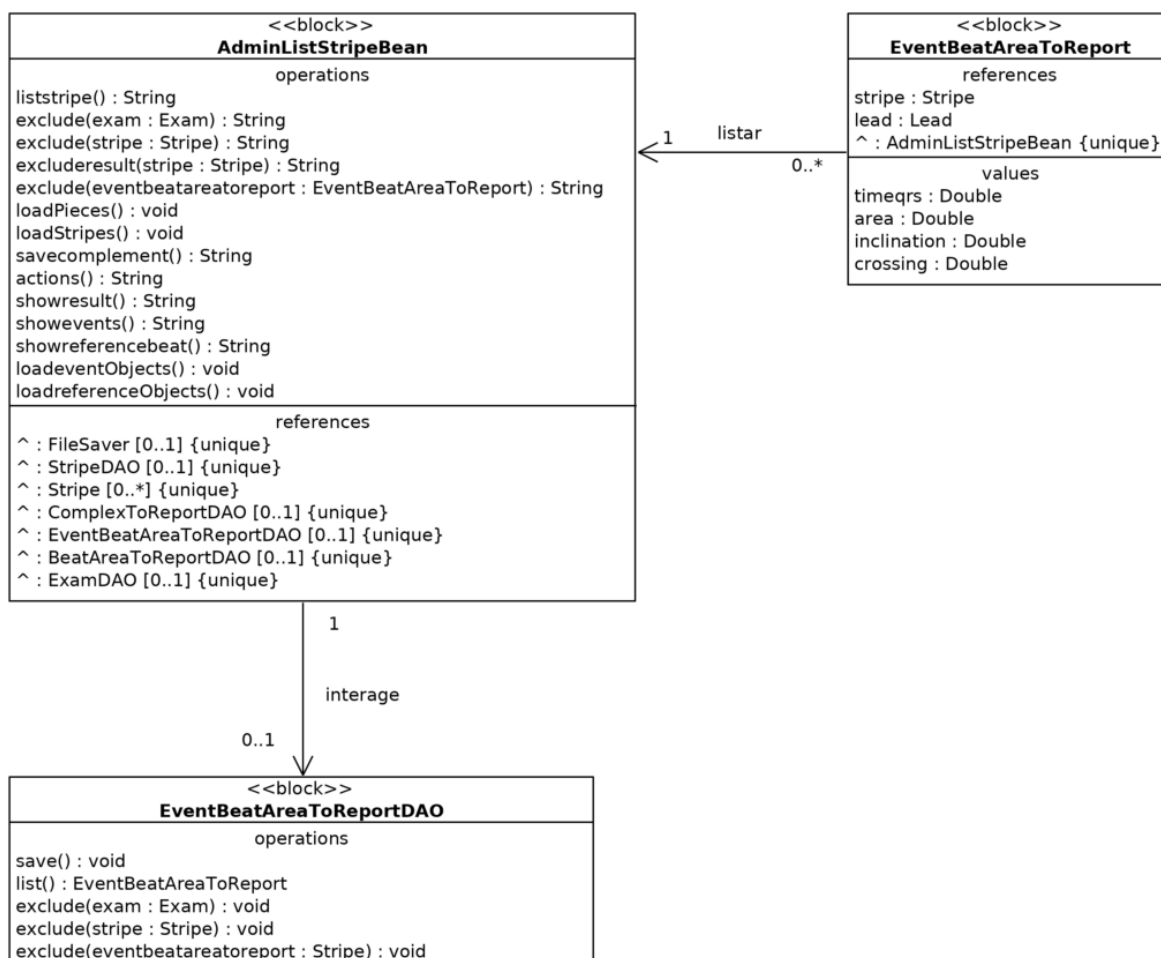 <<block>>
AdminListStripeBean
operations
liststripe() : String
exclude(exam : Exam) : String
exclude(stripe : Stripe) : String
excluderesult(stripe : Stripe) : String
exclude(eventbeatareatoreport : EventBeatAreaToReport) : String
loadPieces() : void
loadStripes() : void
savecomplement() : String
actions() : String
showresult() : String
showevents() : String
showreferencebeat() : String
loadeventObjects() : void
loadreferenceObjects() : void
references
^ : FileSaver [0..1] {unique}
^ : StripeDAO [0..1] {unique}
^ : Stripe [0..*] {unique}
^ : ComplexToReportDAO [0..1] {unique}
^ : EventBeatAreaToReportDAO [0..1] {unique}
^ : BeatAreaToReportDAO [0..1] {unique}
^ : ExamDAO [0..1] {unique}
1
listar
0..*
<<block>>
EventBeatAreaToReport
references
stripe : Stripe
lead : Lead
^ : AdminListStripeBean {unique}
values
timeqrs : Double
area : Double
inclination : Double
crossing : Double
1
interage
0..1
<<block>>
EventBeatAreaToReportDAO
operations
save() : void
list() : EventBeatAreaToReport
exclude(exam : Exam) : void
exclude(stripe : Stripe) : void
exclude(eventbeatareatoreport : Stripe) : void